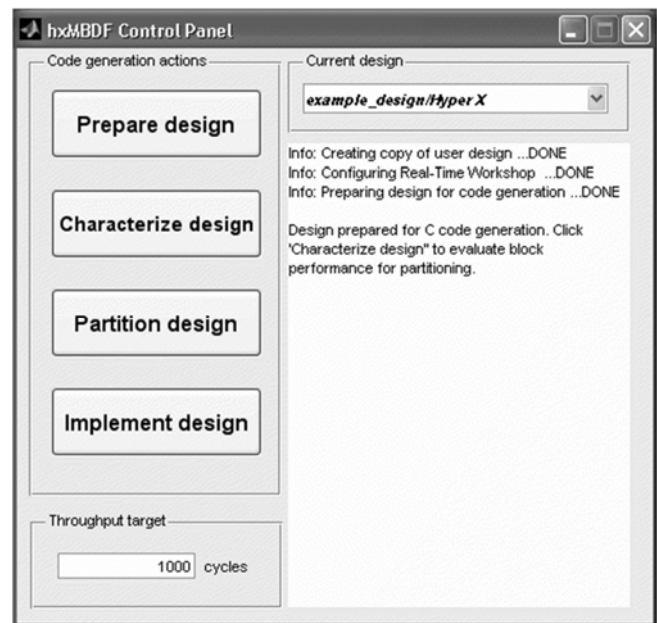 hxMBDF Control Panel
Code generation actions
Prepare design
Characterize design
Partition design
Implement design
Throughput target
1000 cycles
Current design
example_design/Hyper X
Info: Creating copy of user design ...DONE
Info: Configuring Real-Time Workshop ...DONE
Info: Preparing design for code generation ...DONE
Design prepared for C code generation. Click
'Characterize design" to evaluate block
performance for partitioning.